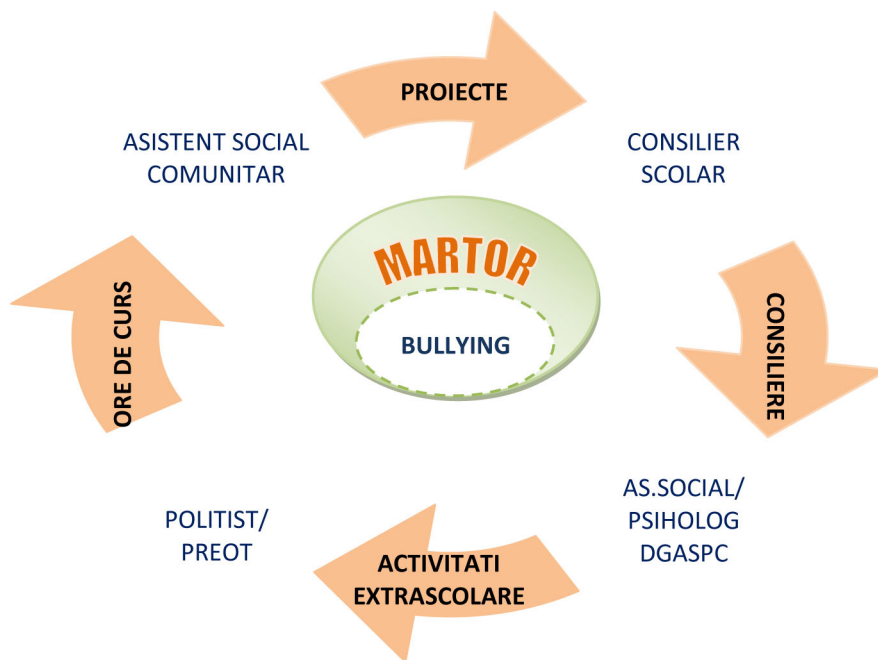 PROIECTE
ASISTENT SOCIAL
COMUNITAR
CONSILIER
SCOLAR
MARTOR
BULLYING
ORE DE CURS
CONSILIERE
AS.SOCIAL/
PSIHOLOG
DGASPC
POLITIST/
PREOT
ACTIVITATI
EXTRASCOLARE